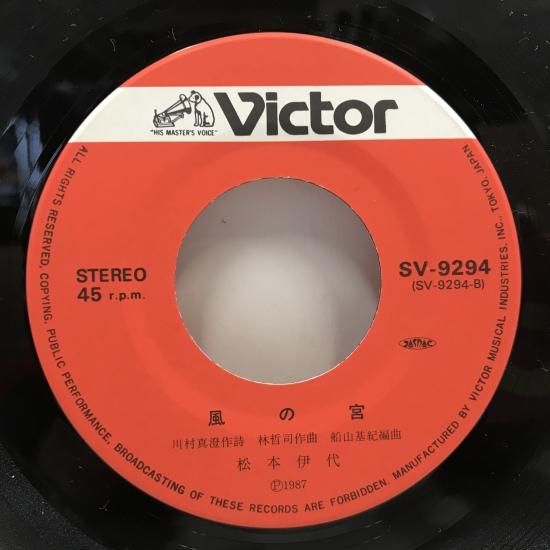 Victor
"HIS MASTER'S VOICE"
STEREO
45 r.p.m.
SV-9294
(SV-9294-B)
JASRAC
風の宮
川村真澄作詩 林哲司作曲 船山基紀編曲
松本伊代
Ⓟ1987
ALL RIGHTS RESERVED, COPYING, PUBLIC PERFORMANCE, BROADCASTING OF THESE RECORDS ARE FORBIDDEN. MANUFACTURED BY VICTOR MUSICAL INDUSTRIES, INC., TOKYO, JAPAN